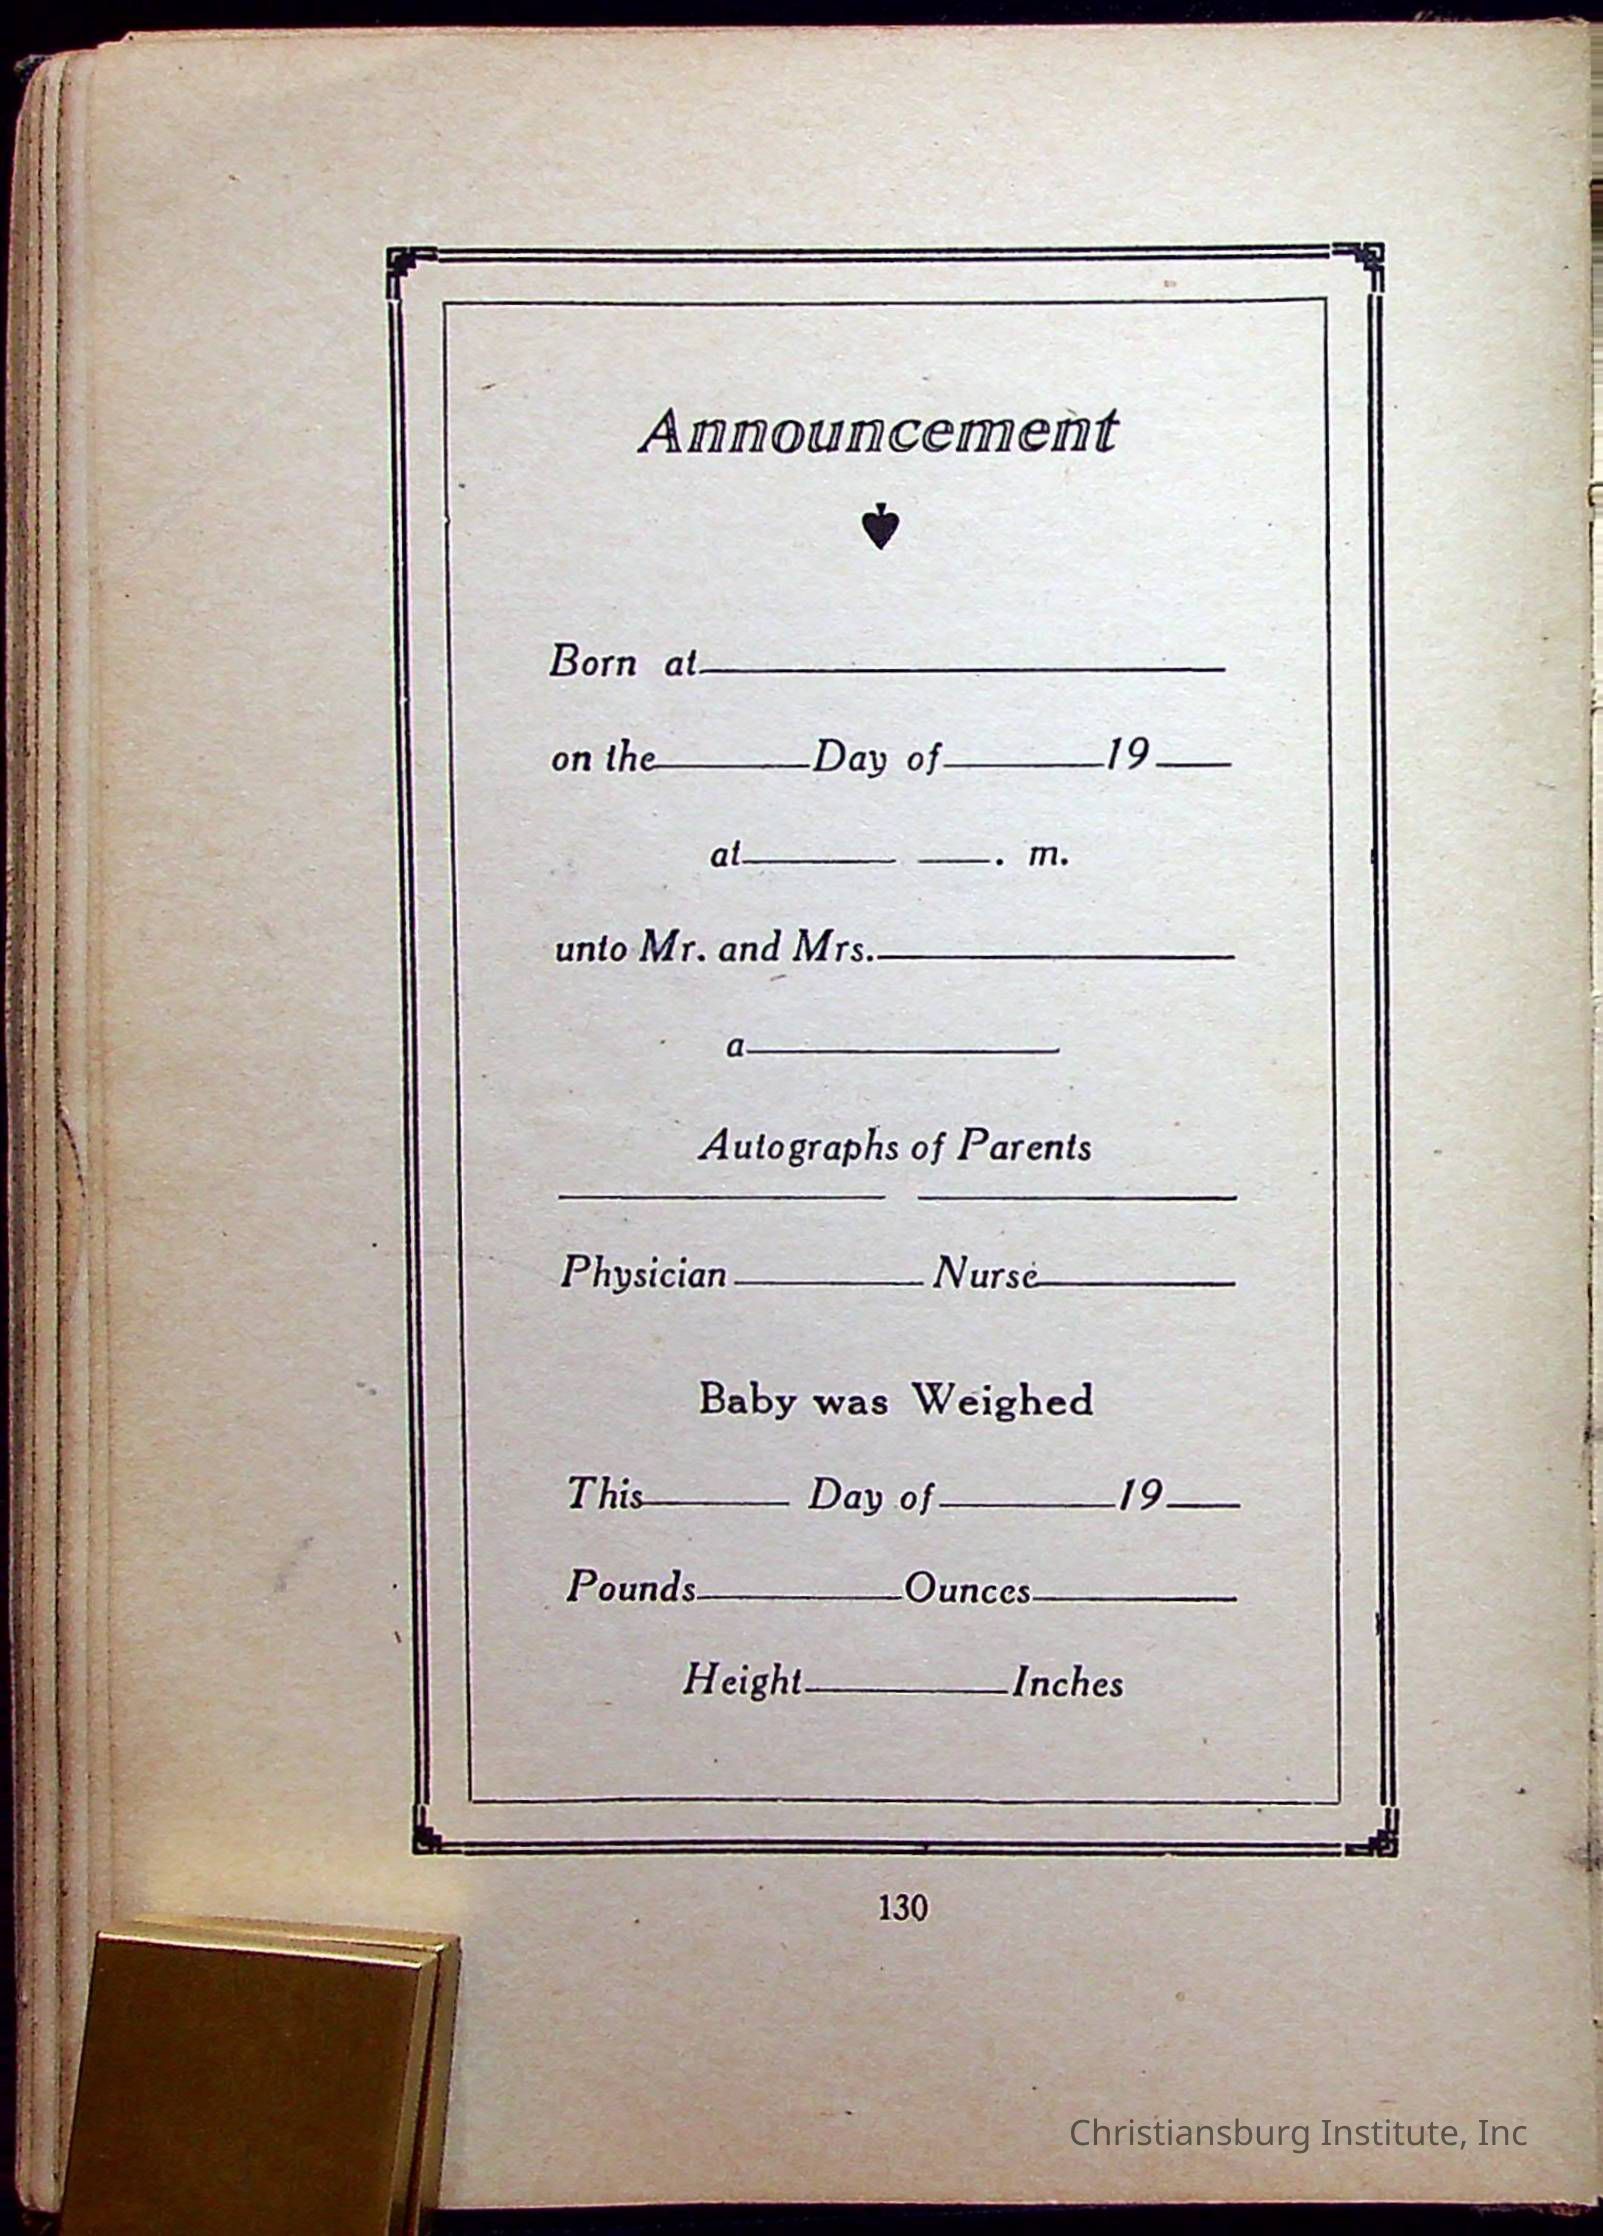 Announcement
Born at
on the Day of 19
at . m.
unto Mr. and Mrs.
a
Autographs of Parents
Physician Nurse
Baby was Weighed
This Day of 19
Pounds Ounces
Height Inches
130
Christiansburg Institute, Inc